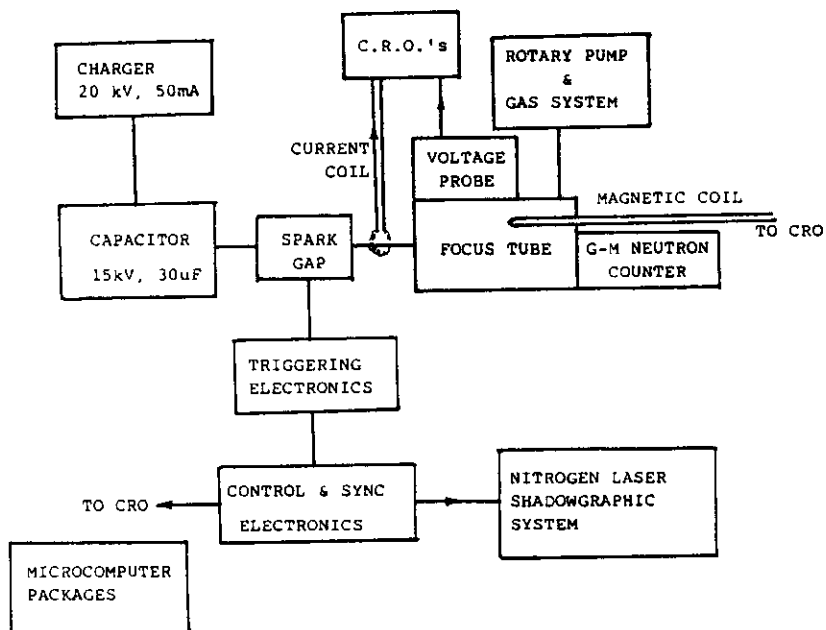 C.R.O.'s
CHARGER
20 kV, 50mA
ROTARY PUMP
&
GAS SYSTEM
CURRENT
COIL
VOLTAGE
PROBE
MAGNETIC COIL
TO CRO
CAPACITOR
15kV, 30uF
SPARK
GAP
FOCUS TUBE
G-M NEUTRON
COUNTER
TRIGGERING
ELECTRONICS
TO CRO
CONTROL & SYNC
ELECTRONICS
NITROGEN LASER
SHADOWGRAPHIC
SYSTEM
MICROCOMPUTER
PACKAGES